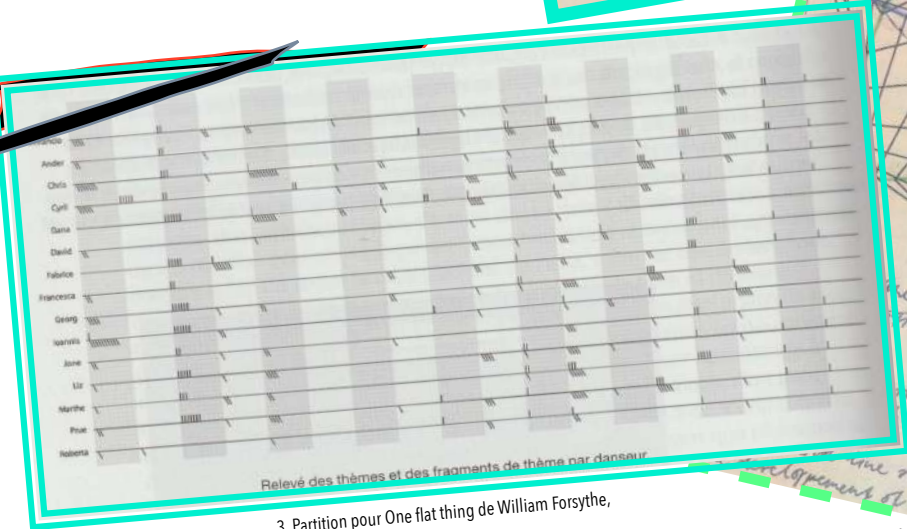 Ander
Chris
Cyril
Dana
David
Fabrice
Francesca
Georg
Ioannis
Jone
Liz
Marthe
Prue
Roberta
Relevé des thèmes et des fragments de thème par danseur
3. Partition pour One flat thing de William Forsythe,